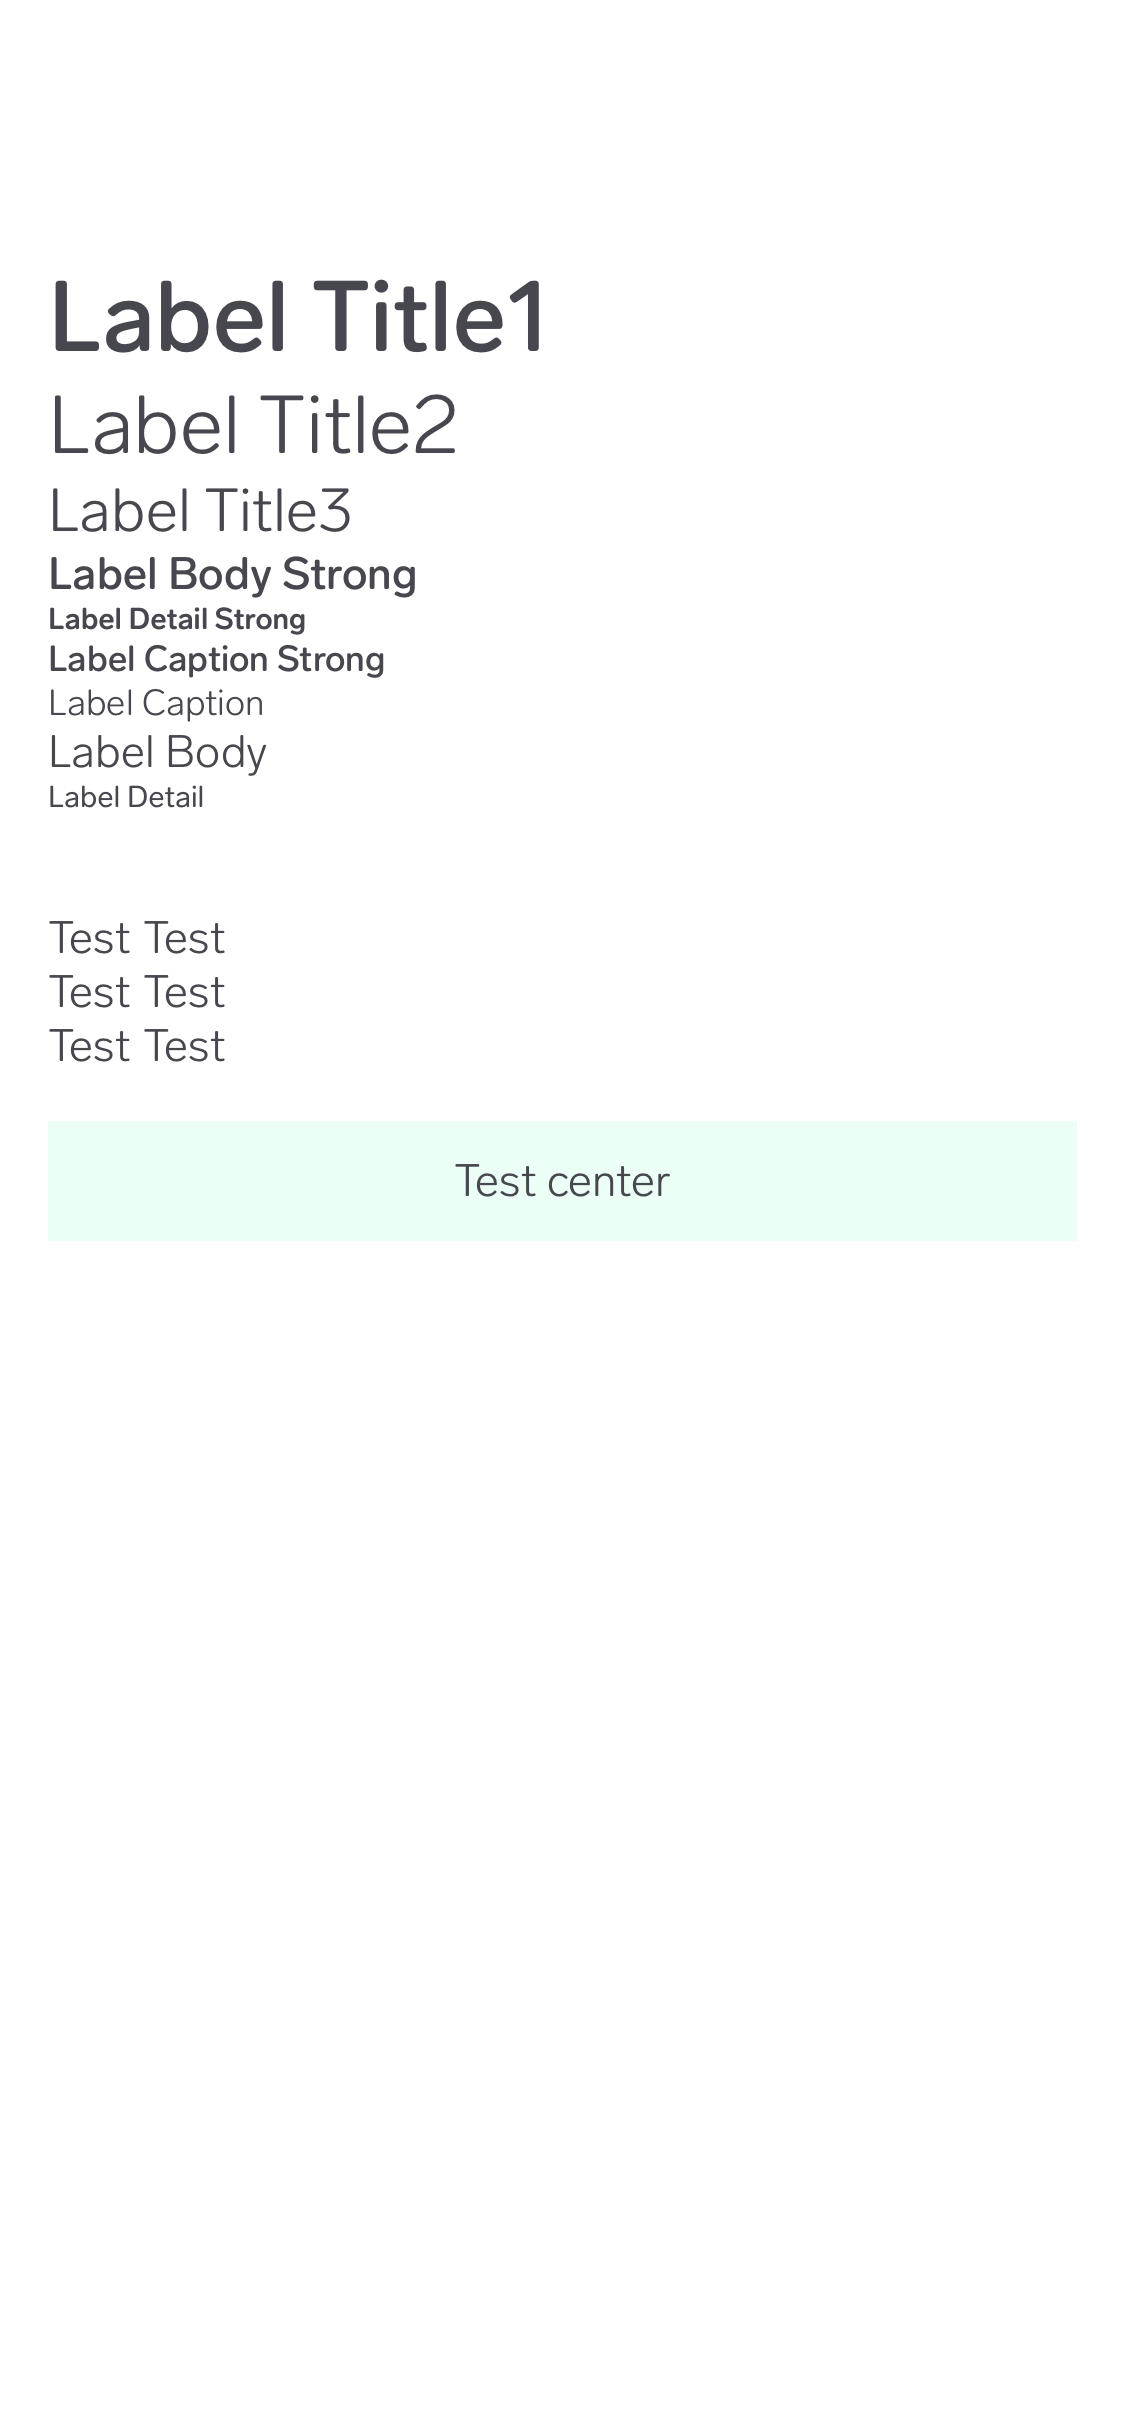 Label Title1
Label Title2
Label Title3
Label Body Strong
Label Detail Strong
Label Caption Strong
Label Caption
Label Body
Label Detail
Test Test
Test Test
Test Test
Test center